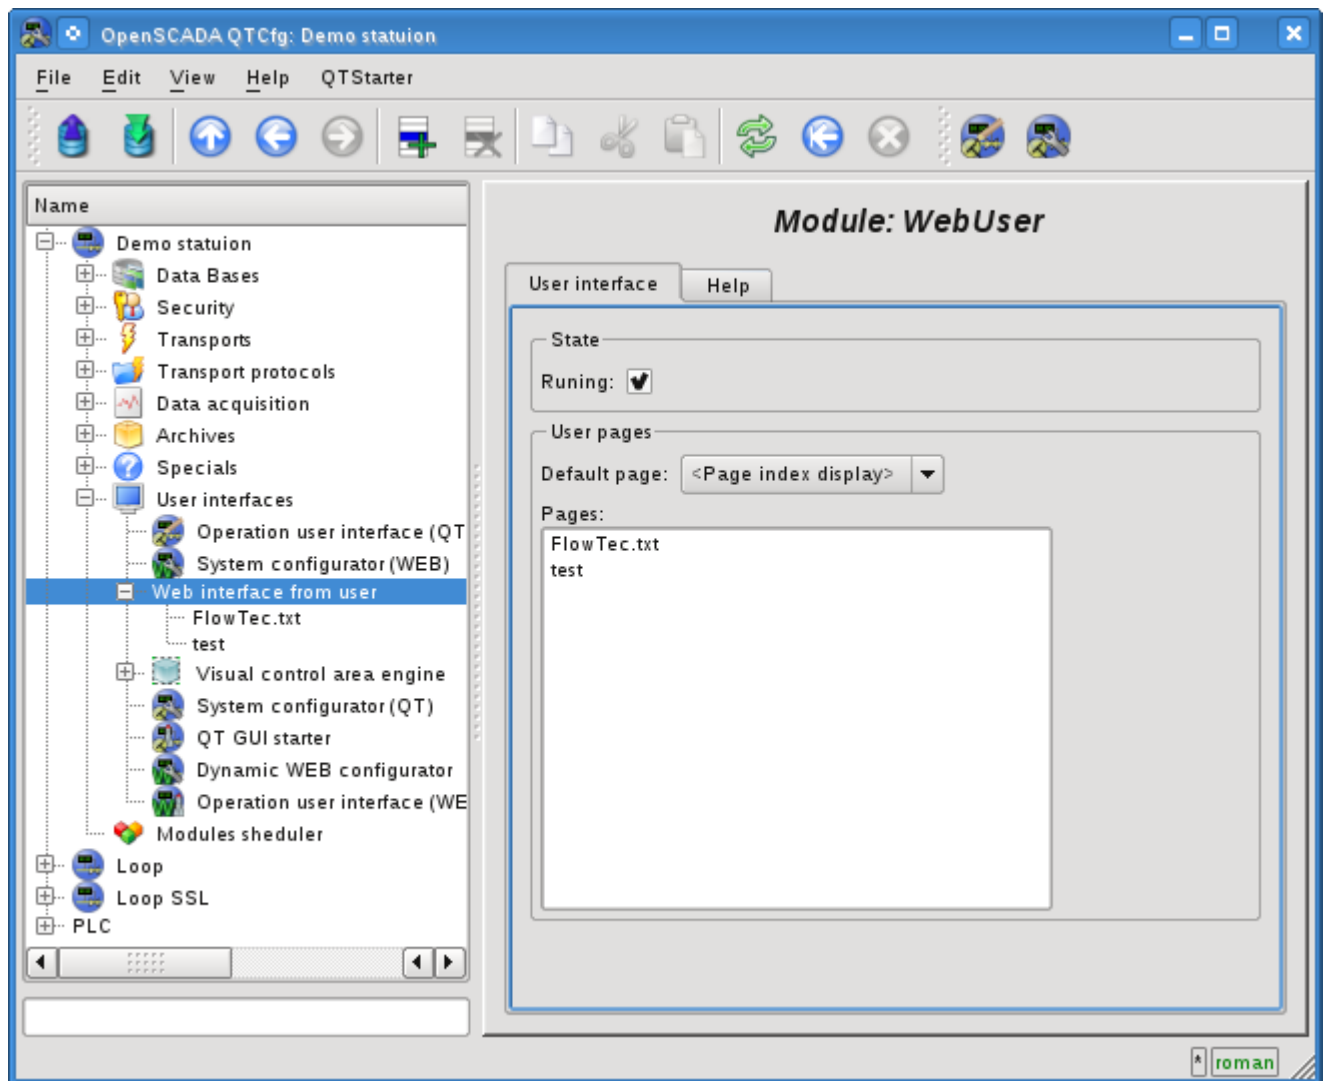 OpenSCADA QTCfg: Demo statuion
File Edit View Help QTStarter
Name
Demo statuion
Data Bases
Security
Transports
Transport protocols
Data acquisition
Archives
Specials
User interfaces
Operation user interface (QT
System configurator (WEB)
Web interface from user
FlowTec.txt
test
Visual control area engine
System configurator (QT)
QT GUI starter
Dynamic WEB configurator
Operation user interface (WE
Modules sheduler
Loop
Loop SSL
PLC
Module: WebUser
User interface Help
State
Runing:
User pages
Default page: <Page index display>
Pages:
FlowTec.txt
test
* roman